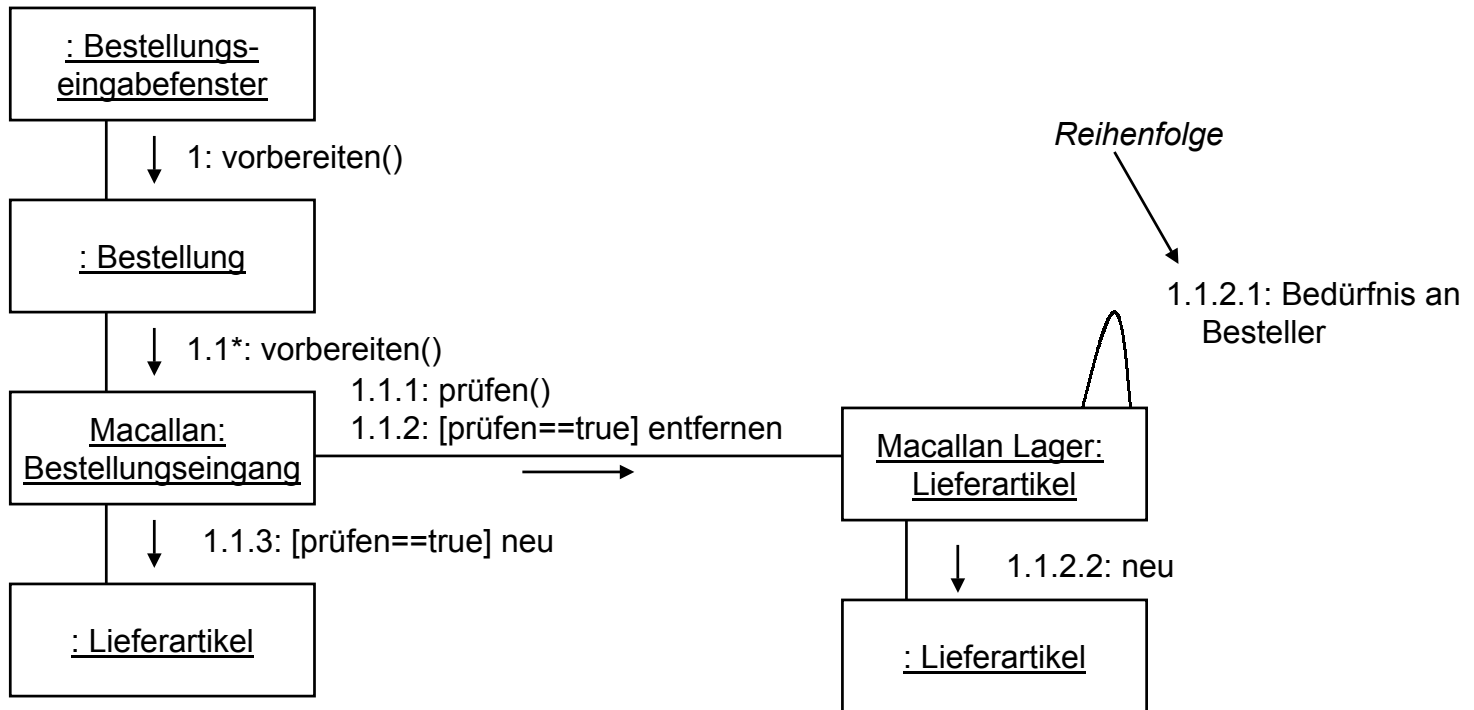 : Bestellungs-
eingabefenster
Reihenfolge
1: vorbereiten()
: Bestellung
1.1.2.1: Bedürfnis an
Besteller
1.1*: vorbereiten()
1.1.1: prüfen()
1.1.2: [prüfen==true] entfernen
Macallan:
Bestellungseingang
Macallan Lager:
Lieferartikel
1.1.3: [prüfen==true] neu
1.1.2.2: neu
: Lieferartikel
: Lieferartikel